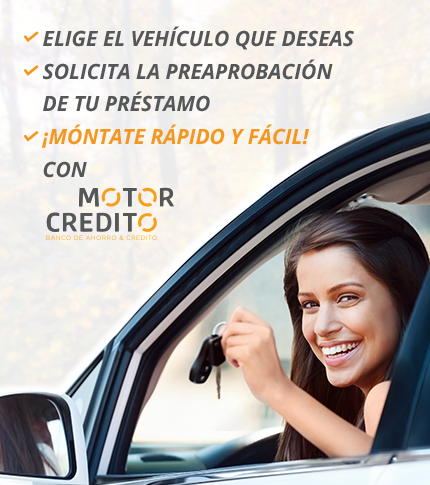 ELIGE EL VEHÍCULO QUE DESEAS
SOLICITA LA PREAPROBACIÓN
DE TU PRÉSTAMO
¡MÓNTATE RÁPIDO Y FÁCIL!
CON
MOTOR
CREDITO
BANCO DE AHORRO & CREDITO